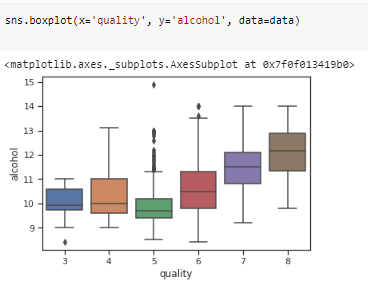 sns.boxplot(x='quality', y='alcohol', data=data)
<matplotlib.axes._subplots.AxesSubplot at 0x7f0f013419b0>
15
14
13
12
11
10
9
alcohol
3 4 5 6 7 8
quality